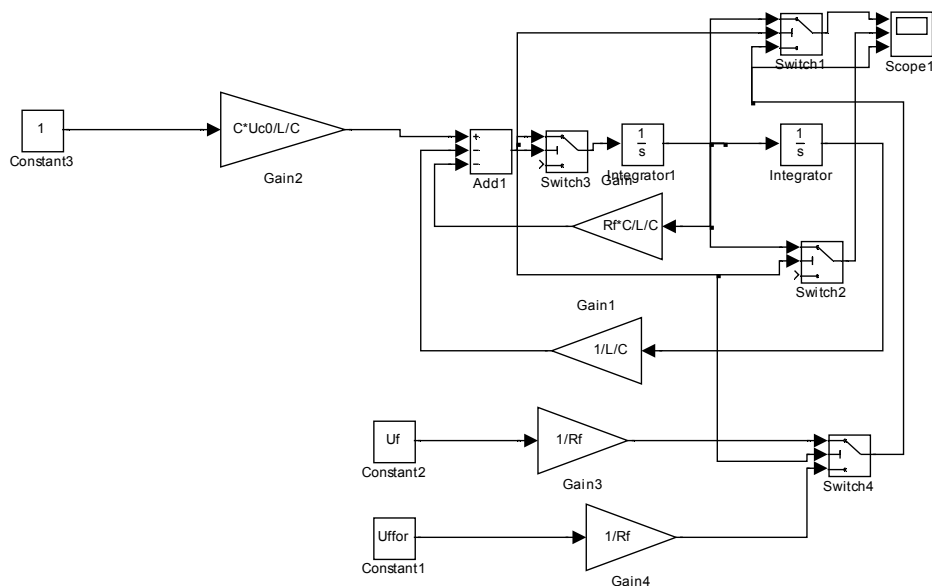 Switch1
Scope1
1
Constant3
C*Uc0/L/C
Gain2
+
−
−
Add1
Switch3
1
s
Integrator1
Gain
1
s
Integrator
Rf*C/L/C
Switch2
Gain1
1/L/C
Uf
Constant2
1/Rf
Gain3
Switch4
Uffor
Constant1
1/Rf
Gain4